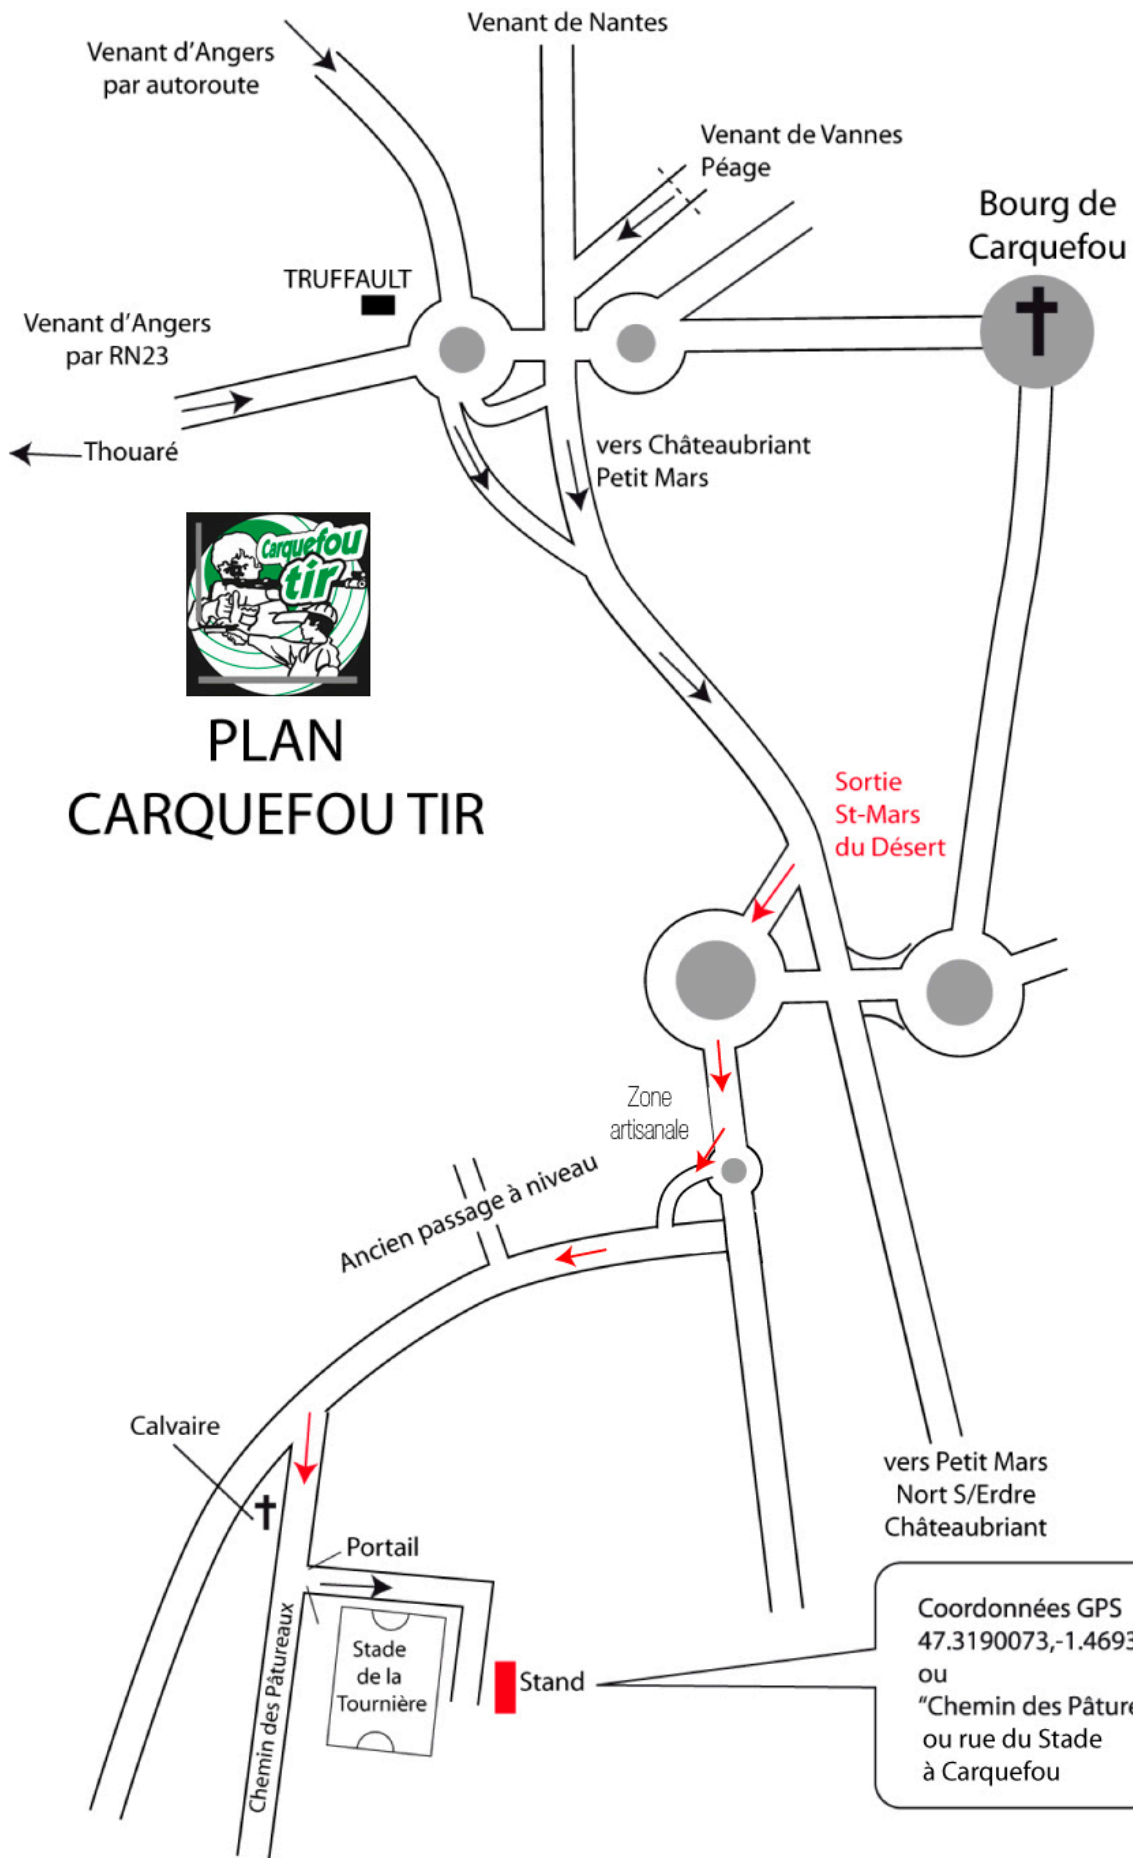 Venant de Nantes
Venant d'Angers
par autoroute
Venant de Vannes
Péage
Bourg de
Carquefou
TRUFFAULT
Venant d'Angers
par RN23
Thouaré
vers Châteaubriant
Petit Mars
Carquefou
tir
PLAN
CARQUEFOU TIR
Sortie
St-Mars
du Désert
Zone
artisanale
Ancien passage à niveau
Calvaire
vers Petit Mars
Nort S/Erdre
Châteaubriant
Portail
Chemin des Pâtureaux
Stade
de la
Tournière
Stand
Coordonnées GPS
47.3190073,-1.4693
ou
"Chemin des Pâture
ou rue du Stade
à Carquefou